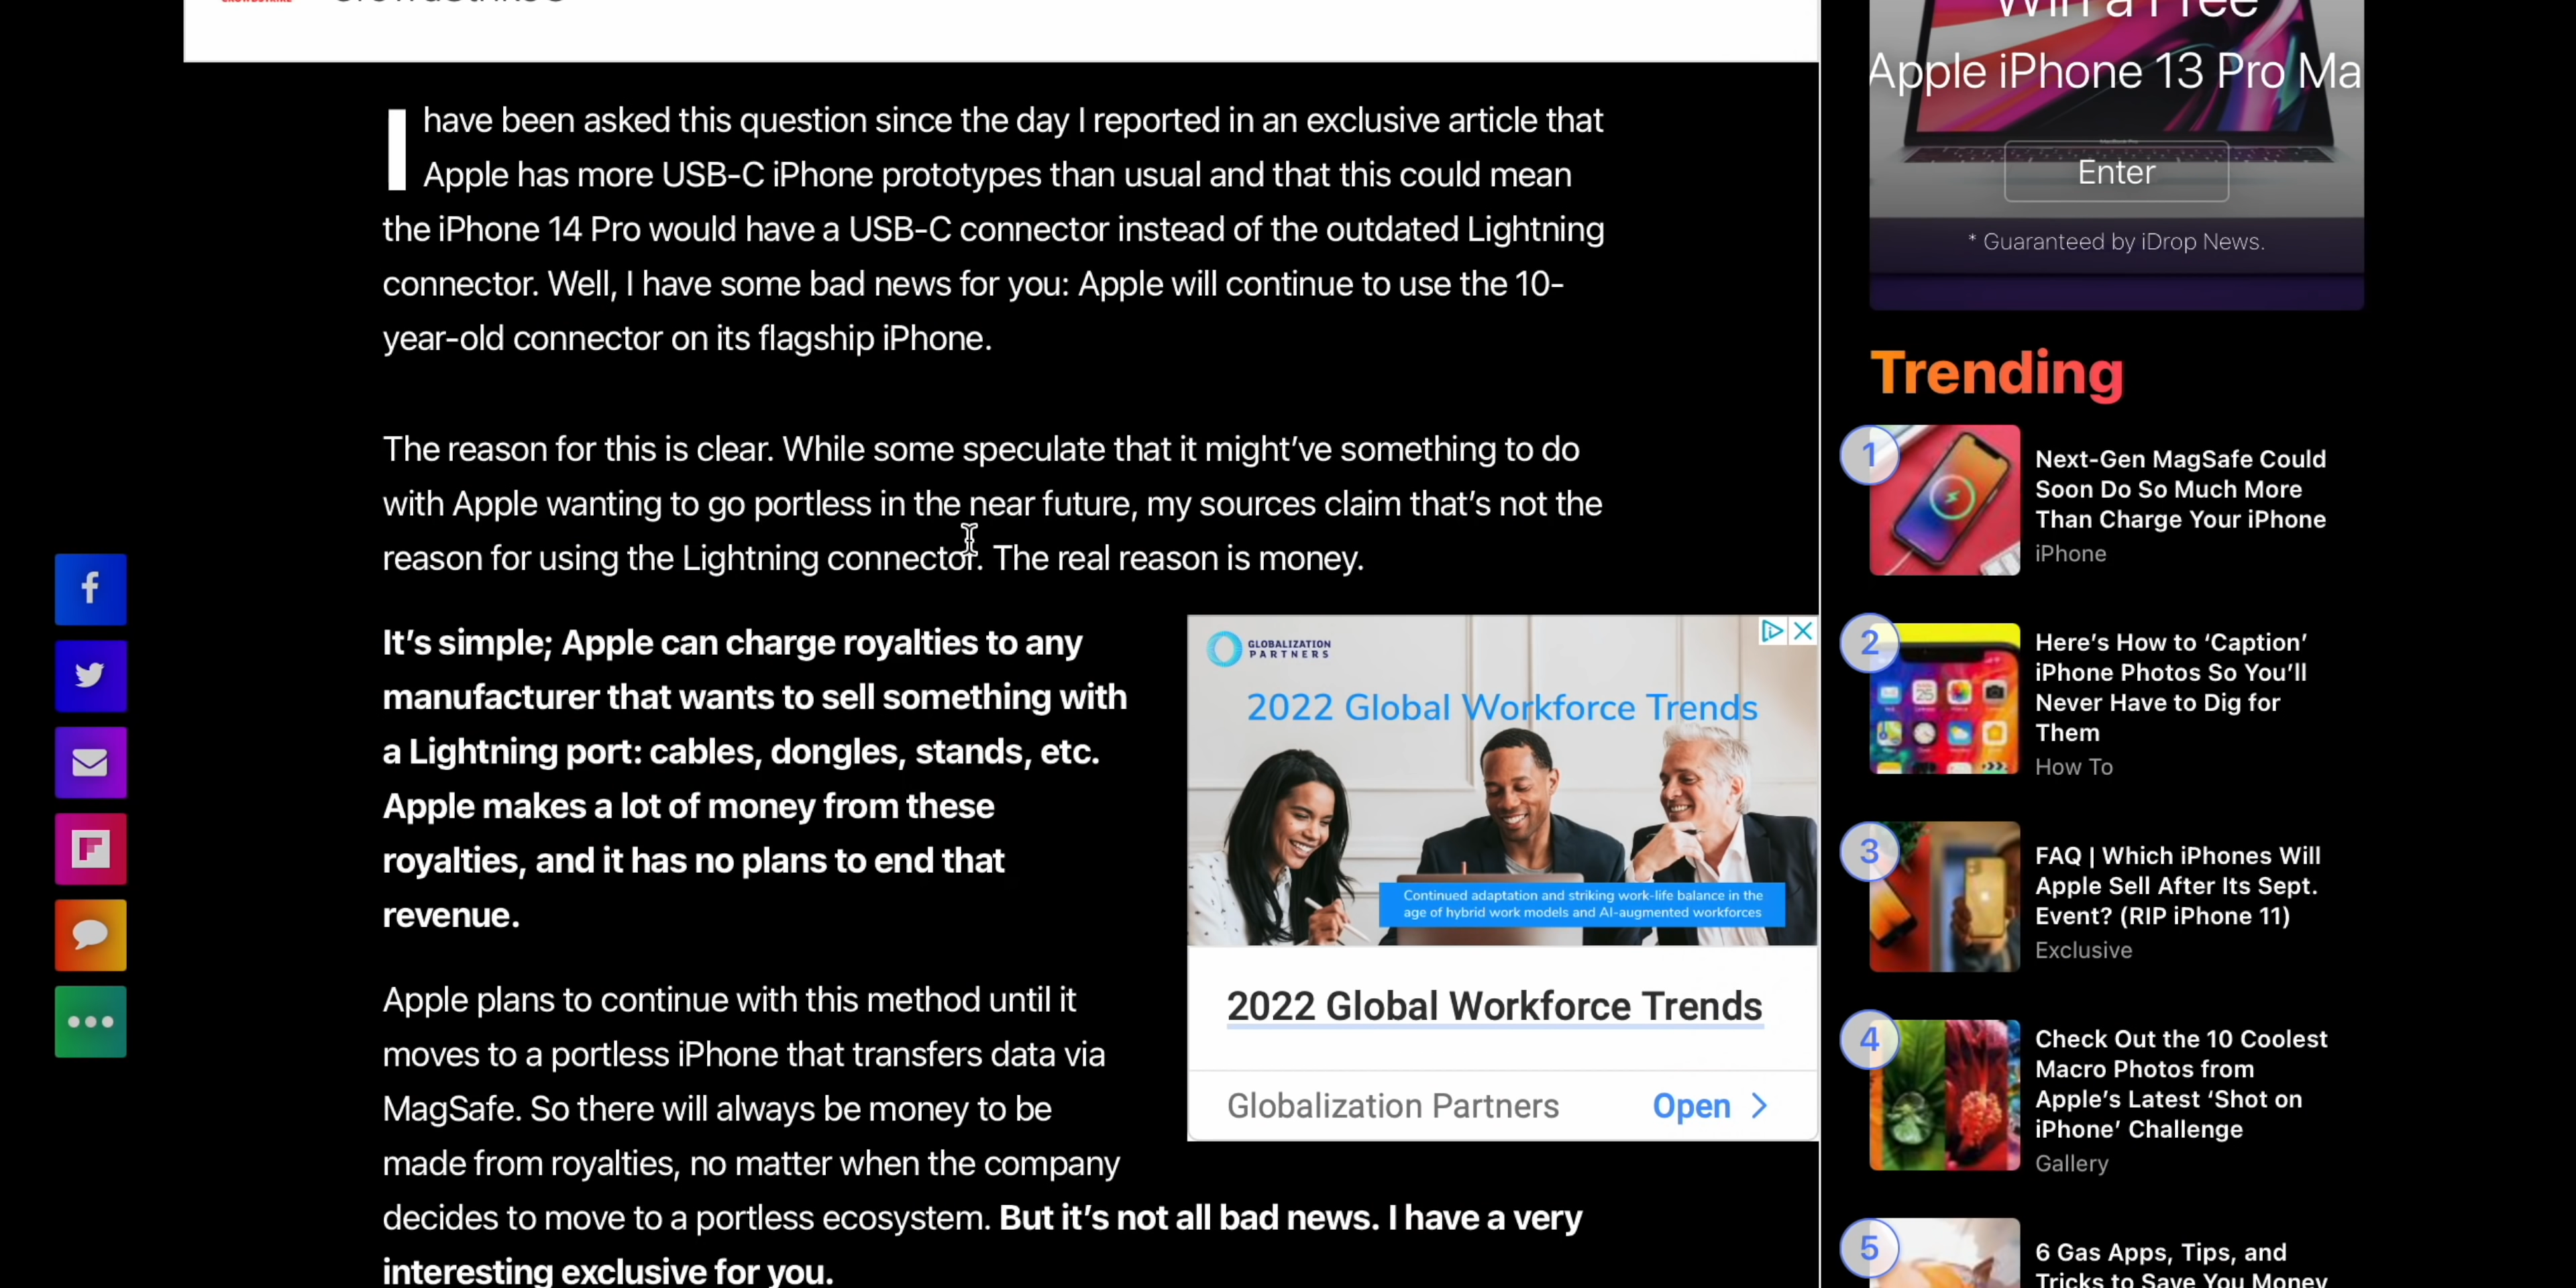 Win a Free
Apple iPhone 13 Pro Ma
Enter
* Guaranteed by iDrop News.
I have been asked this question since the day I reported in an exclusive article that
Apple has more USB-C iPhone prototypes than usual and that this could mean
the iPhone 14 Pro would have a USB-C connector instead of the outdated Lightning
connector. Well, I have some bad news for you: Apple will continue to use the 10-
year-old connector on its flagship iPhone.
The reason for this is clear. While some speculate that it might've something to do
with Apple wanting to go portless in the near future, my sources claim that's not the
reason for using the Lightning connector. The real reason is money.
It's simple; Apple can charge royalties to any
manufacturer that wants to sell something with
a Lightning port: cables, dongles, stands, etc.
Apple makes a lot of money from these
royalties, and it has no plans to end that
revenue.
Apple plans to continue with this method until it
moves to a portless iPhone that transfers data via
MagSafe. So there will always be money to be
made from royalties, no matter when the company
decides to move to a portless ecosystem. But it's not all bad news. I have a very
interesting exclusive for you.
GLOBALIZATION
PARTNERS
2022 Global Workforce Trends
Continued adaptation and striking work-life balance in the
age of hybrid work models and AI-augmented workforces
2022 Global Workforce Trends
Globalization Partners
Open
Trending
1
Next-Gen MagSafe Could
Soon Do So Much More
Than Charge Your iPhone
iPhone
2
Here's How to 'Caption'
iPhone Photos So You'll
Never Have to Dig for
Them
How To
3
FAQ | Which iPhones Will
Apple Sell After Its Sept.
Event? (RIP iPhone 11)
Exclusive
4
Check Out the 10 Coolest
Macro Photos from
Apple's Latest 'Shot on
iPhone' Challenge
Gallery
5
6 Gas Apps, Tips, and
Tricks to Save You Money